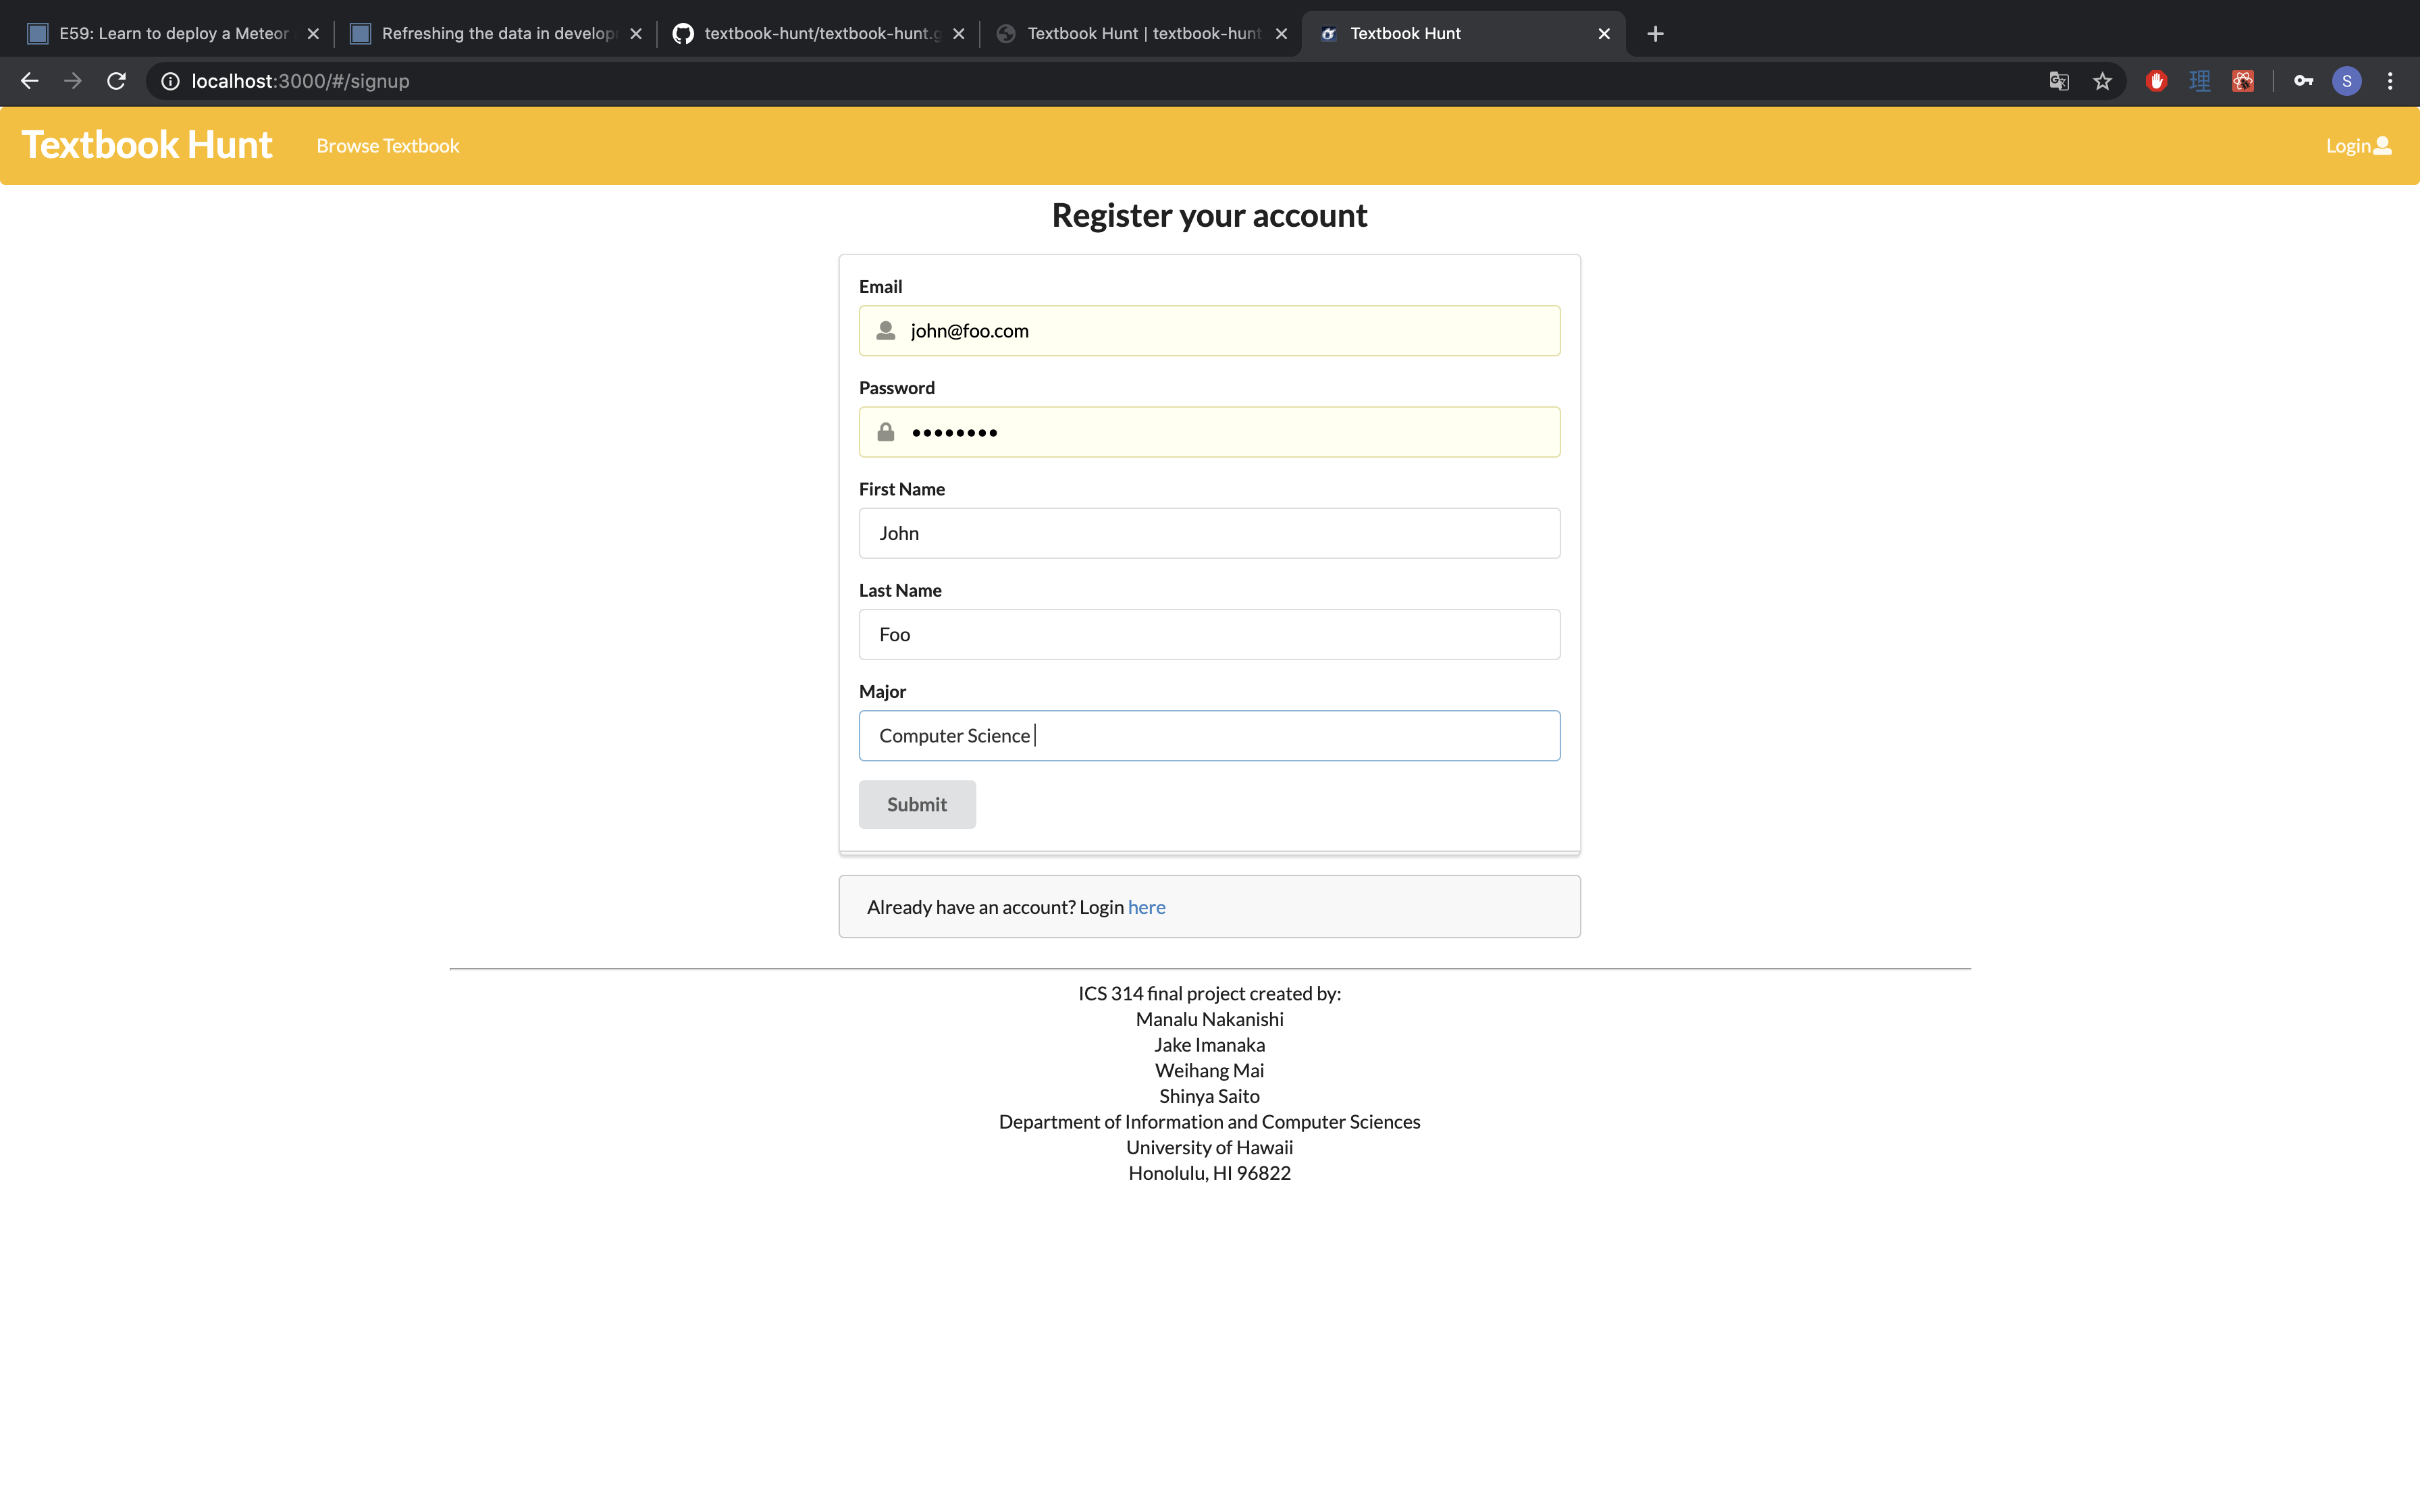 E59: Learn to deploy a Meteor
Refreshing the data in develop
textbook-hunt/textbook-hunt.g
Textbook Hunt | textbook-hunt
Textbook Hunt
localhost:3000/#/signup
S
Textbook Hunt
Browse Textbook
Login
Register your account
Email
john@foo.com
Password
••••••••
First Name
John
Last Name
Foo
Major
Computer Science
Submit
Already have an account? Login here
ICS 314 final project created by:
Manalu Nakanishi
Jake Imanaka
Weihang Mai
Shinya Saito
Department of Information and Computer Sciences
University of Hawaii
Honolulu, HI 96822